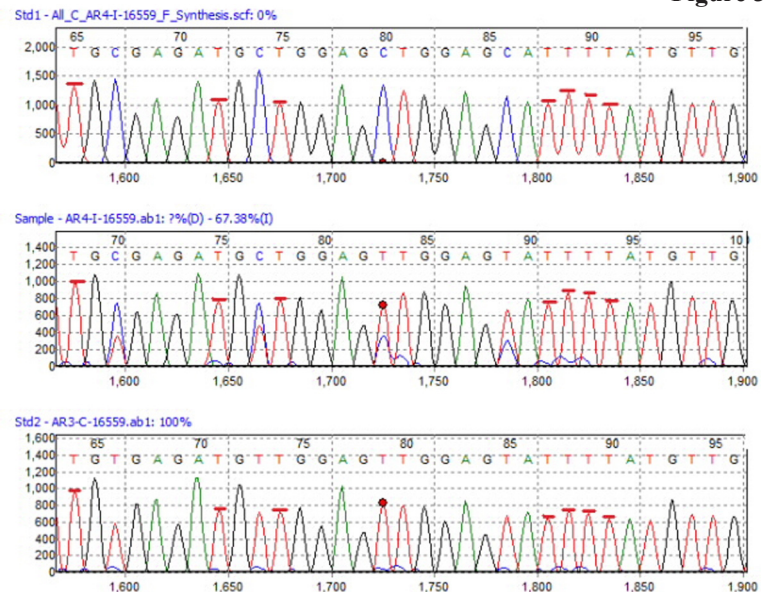 Std1 - All_C_AR4-I-16559_F_Synthesis.scf: 0%
65 70 75 80 85 90 95
2,000 T G C G A G A T G C T G G A G C T G G A G C A T T T T A T G T T G
1,500
1,000
500
0
1,600 1,650 1,700 1,750 1,800 1,850 1,900
Sample - AR4-I-16559.ab1: ?%(D) - 67.38%(I)
70 75 80 85 90 95 10
1,400
T G C G A G A T G C T G G A G T T G G A G T A T T T T A T G T T G
1,200
1,000
800
600
400
200
0
1,600 1,650 1,700 1,750 1,800 1,850 1,900
Std2 - AR3-C-16559.ab1: 100%
1,600
65 70 75 80 85 90 95
1,400
T G T G A G A T G T T G G A G T T G G A G T A T T T T A T G T T G
1,200
1,000
800
600
400
200
0
1,600 1,650 1,700 1,750 1,800 1,850 1,900